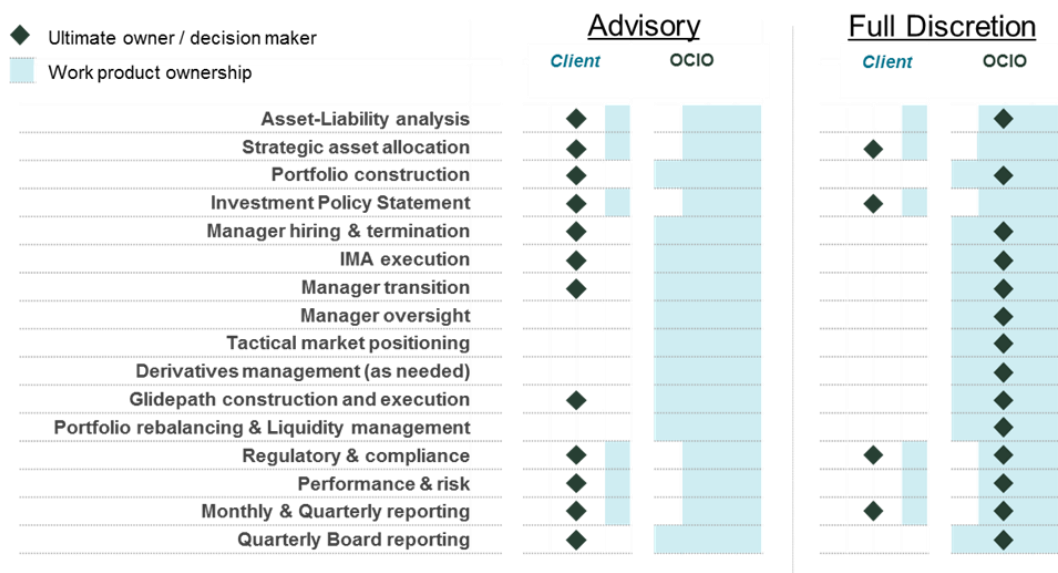 Advisory
Full Discretion
Ultimate owner / decision maker
Work product ownership
Client
OCIO
Client
OCIO
Asset-Liability analysis
Strategic asset allocation
Portfolio construction
Investment Policy Statement
Manager hiring & termination
IMA execution
Manager transition
Manager oversight
Tactical market positioning
Derivatives management (as needed)
Glidepath construction and execution
Portfolio rebalancing & Liquidity management
Regulatory & compliance
Performance & risk
Monthly & Quarterly reporting
Quarterly Board reporting